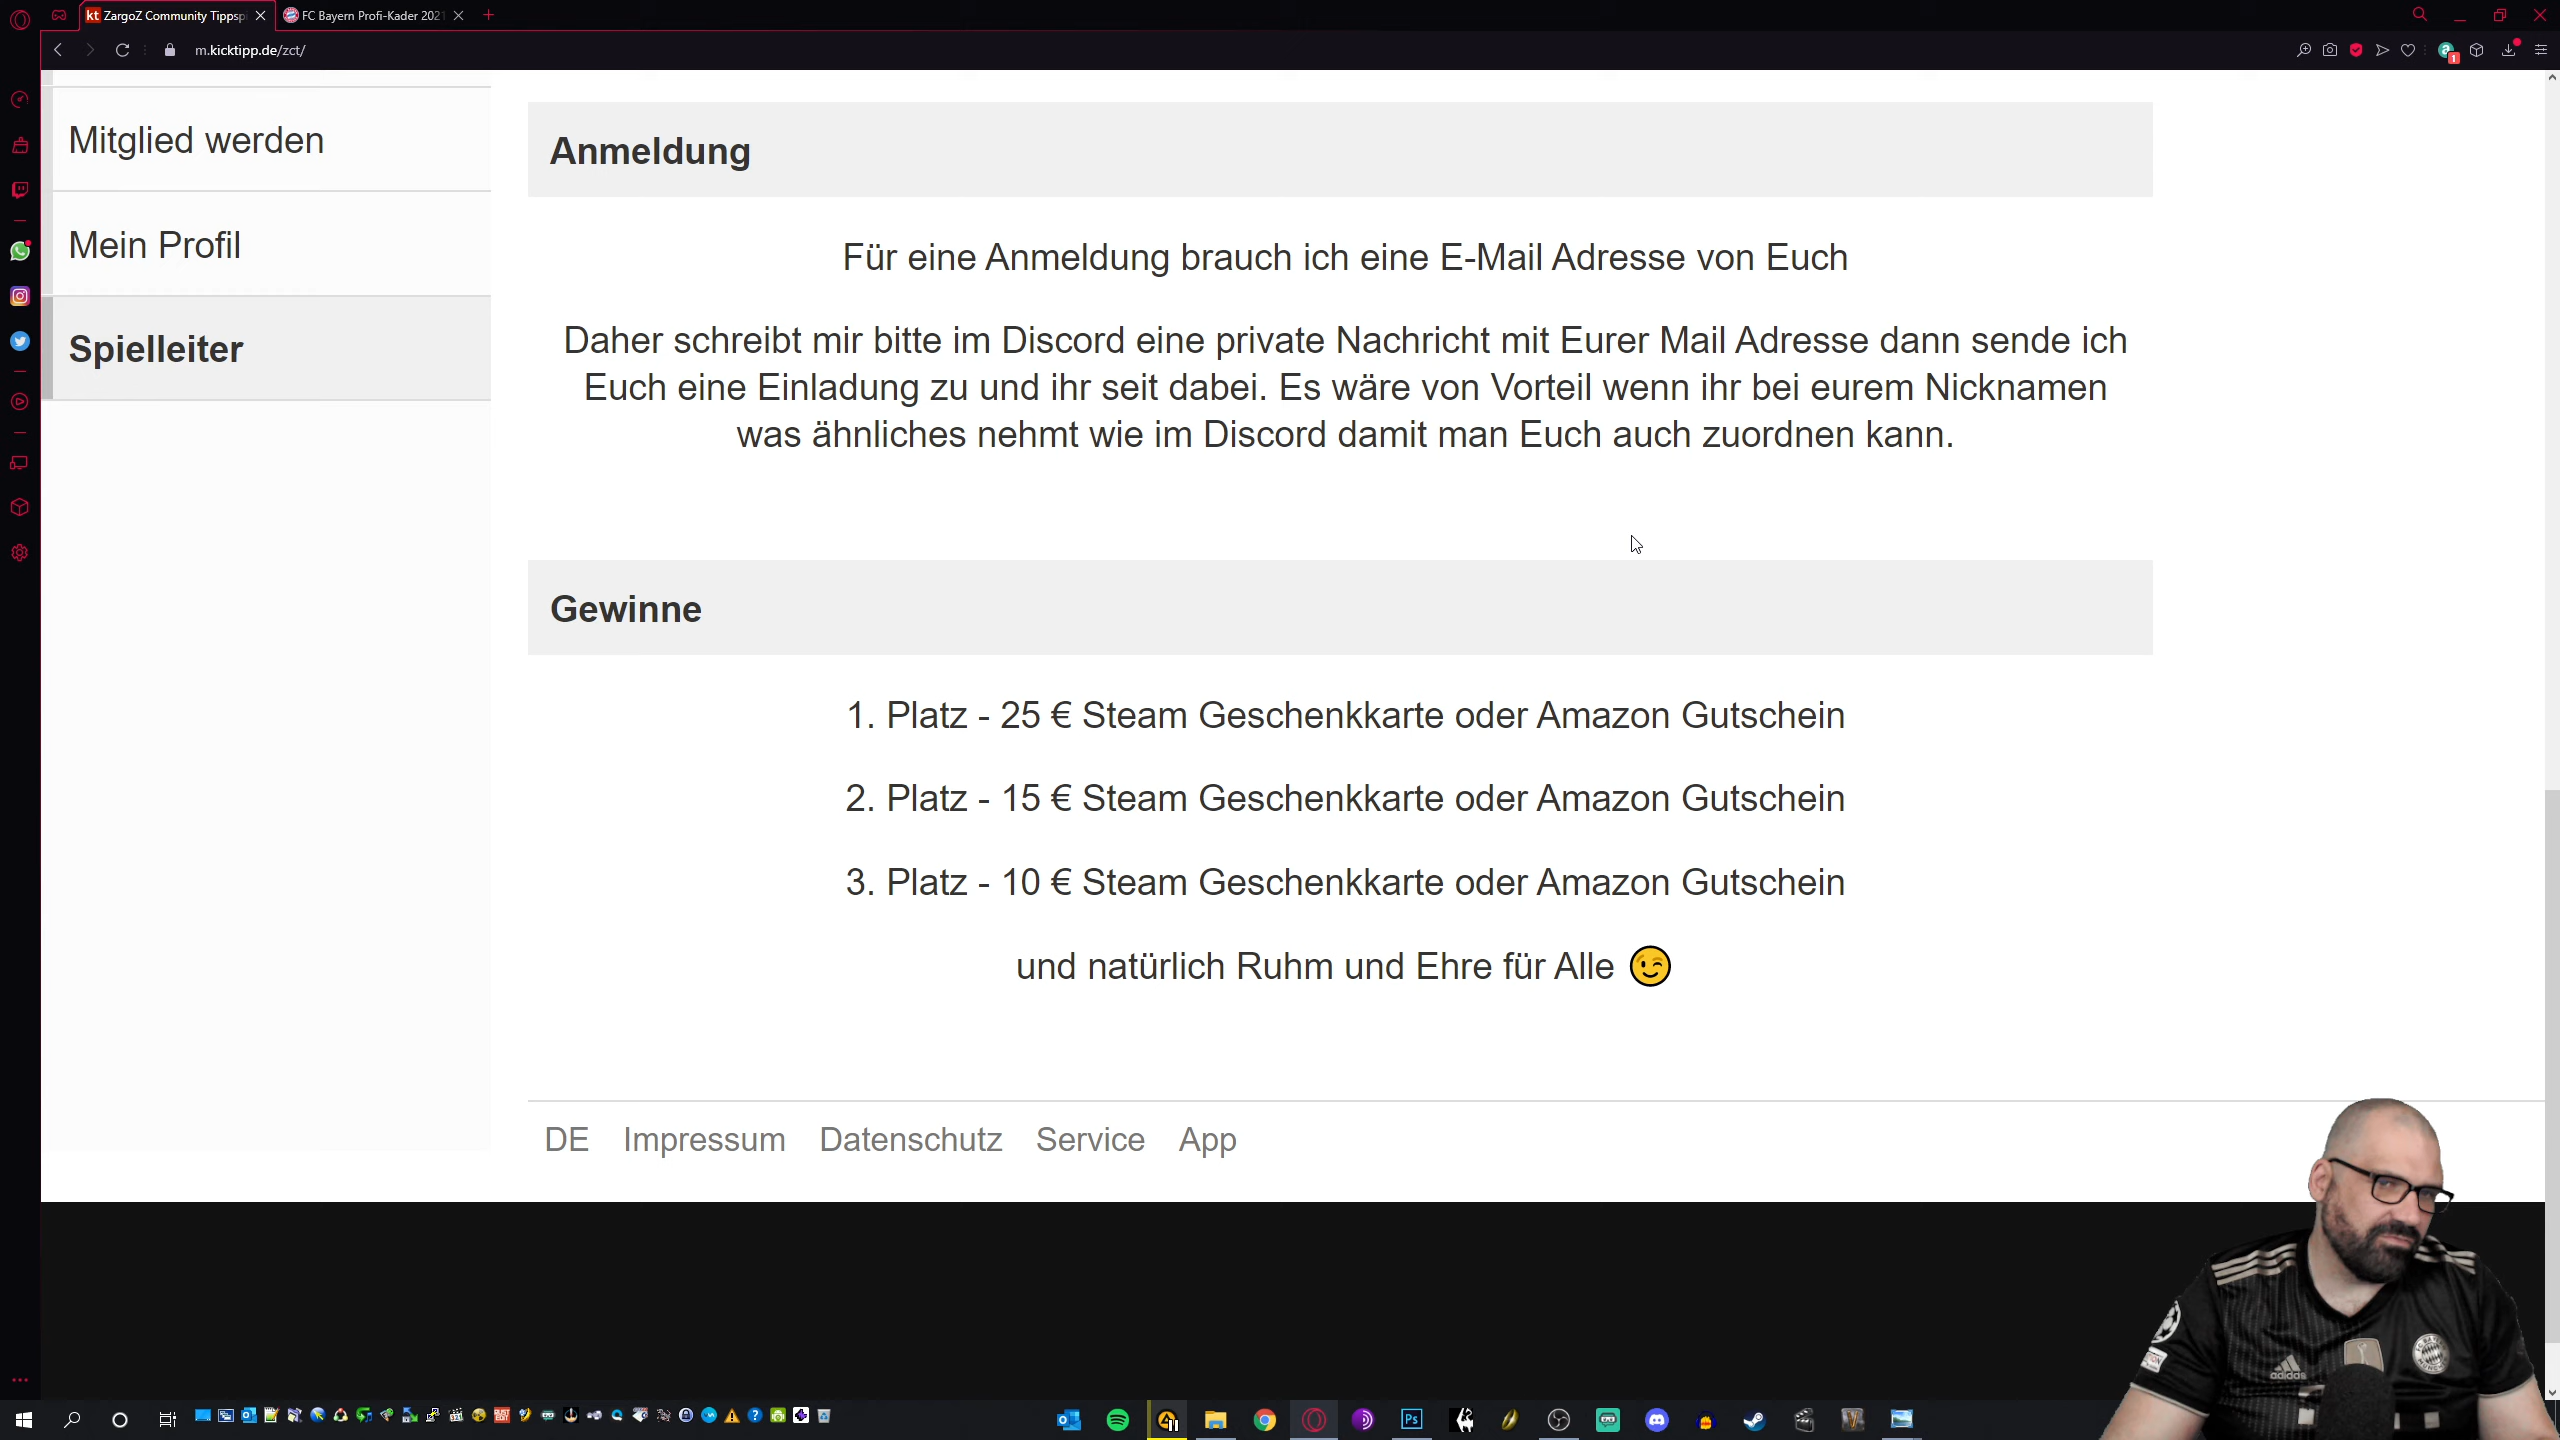 ZargoZ Community Tippspi
FC Bayern Profi-Kader 2021
m.kicktipp.de/zct/
Mitglied werden
Mein Profil
Spielleiter
Anmeldung
Für eine Anmeldung brauch ich eine E-Mail Adresse von Euch
Daher schreibt mir bitte im Discord eine private Nachricht mit Eurer Mail Adresse dann sende ich
Euch eine Einladung zu und ihr seit dabei. Es wäre von Vorteil wenn ihr bei eurem Nicknamen
was ähnliches nehmt wie im Discord damit man Euch auch zuordnen kann.
Gewinne
1. Platz - 25 € Steam Geschenkkarte oder Amazon Gutschein
2. Platz - 15 € Steam Geschenkkarte oder Amazon Gutschein
3. Platz - 10 € Steam Geschenkkarte oder Amazon Gutschein
und natürlich Ruhm und Ehre für Alle 😉
DE Impressum Datenschutz Service App
adidas